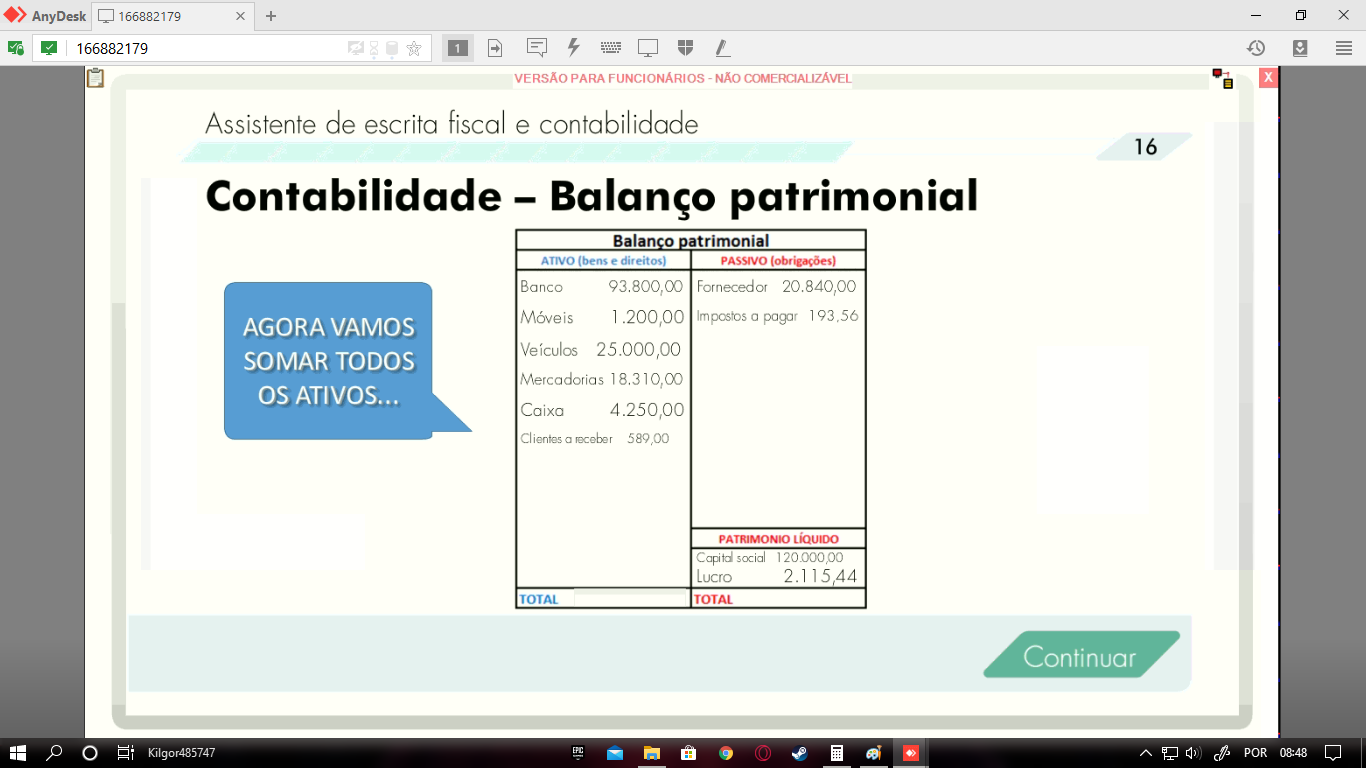 AnyDesk
166882179
166882179
1
VERSÃO PARA FUNCIONÁRIOS - NÃO COMERCIALIZÁVEL
X
Assistente de escrita fiscal e contabilidade
16
Contabilidade – Balanço patrimonial
Balanço patrimonial
ATIVO (bens e direitos) PASSIVO (obrigações)
Banco 93.800,00 Fornecedor 20.840,00
Móveis 1.200,00 Impostos a pagar 193,56
Veículos 25.000,00
Mercadorias 18.310,00
Caixa 4.250,00
Clientes a receber 589,00
PATRIMONIO LÍQUIDO
Capital social 120.000,00
Lucro 2.115,44
TOTAL TOTAL
AGORA VAMOS
SOMAR TODOS
OS ATIVOS...
Continuar
Kilgor485747
EPIC
POR 08:48